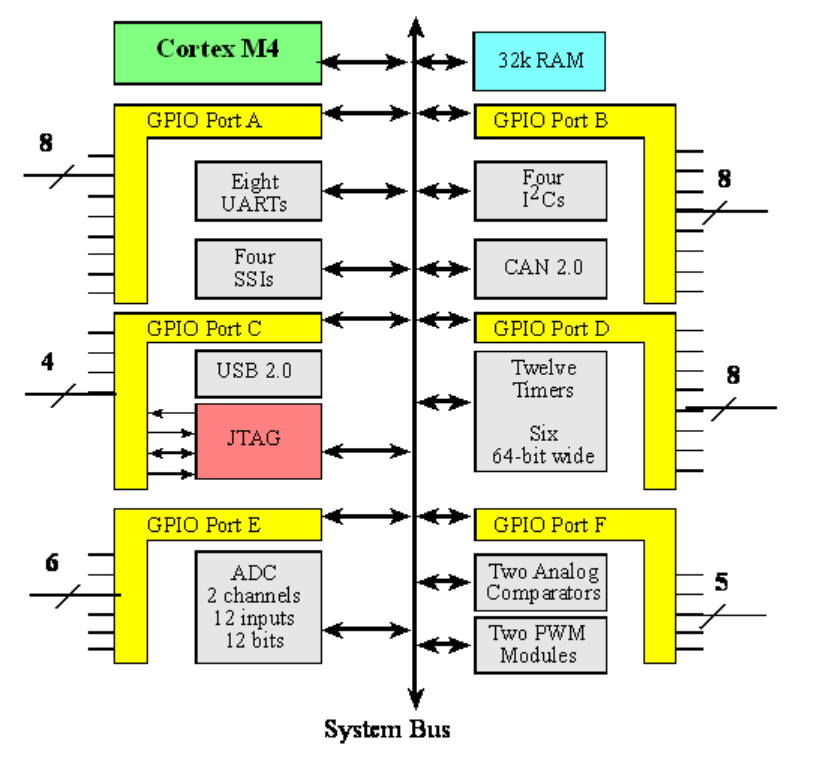 Cortex M4
32k RAM
GPIO Port A
GPIO Port B
8
Eight
UARTs
Four
I²Cs
8
Four
SSIs
CAN 2.0
GPIO Port C
GPIO Port D
4
USB 2.0
Twelve
Timers
Six
64-bit wide
8
JTAG
GPIO Port E
GPIO Port F
6
ADC
2 channels
12 inputs
12 bits
Two Analog
Comparators
5
Two PWM
Modules
System Bus